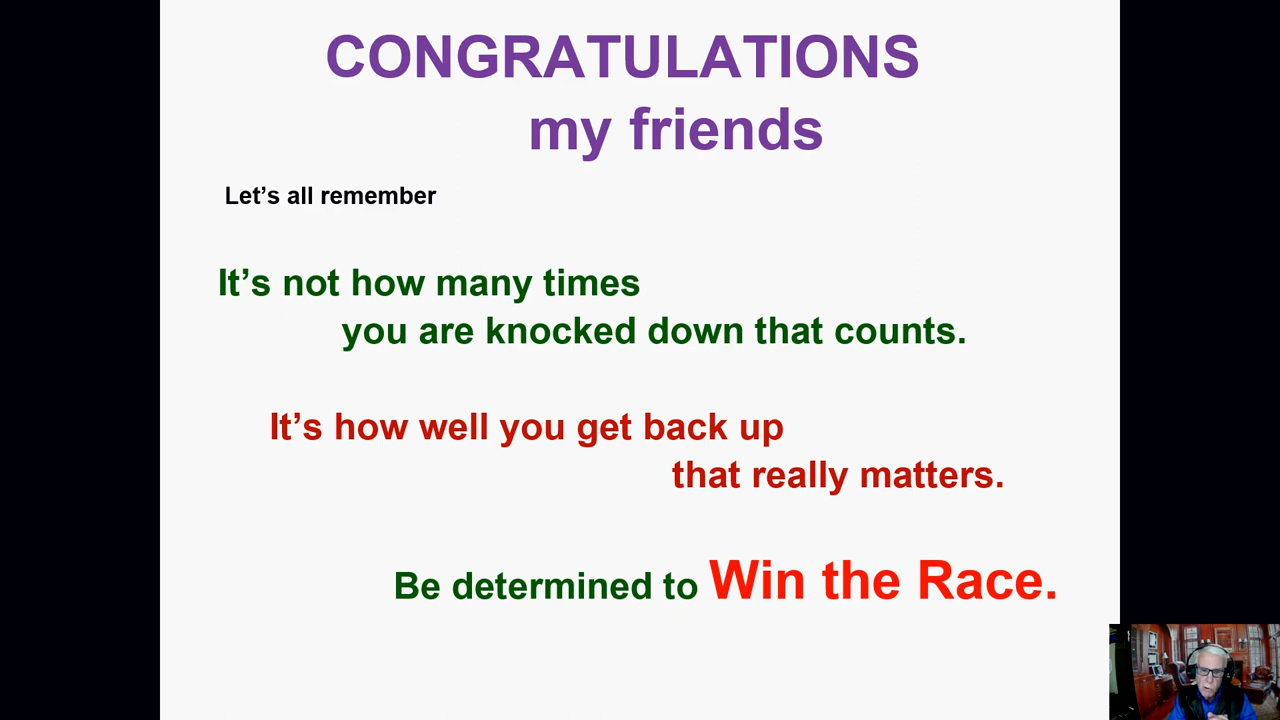 CONGRATULATIONS
my friends
Let’s all remember
It’s not how many times
you are knocked down that counts.
It’s how well you get back up
that really matters.
Be determined to Win the Race.